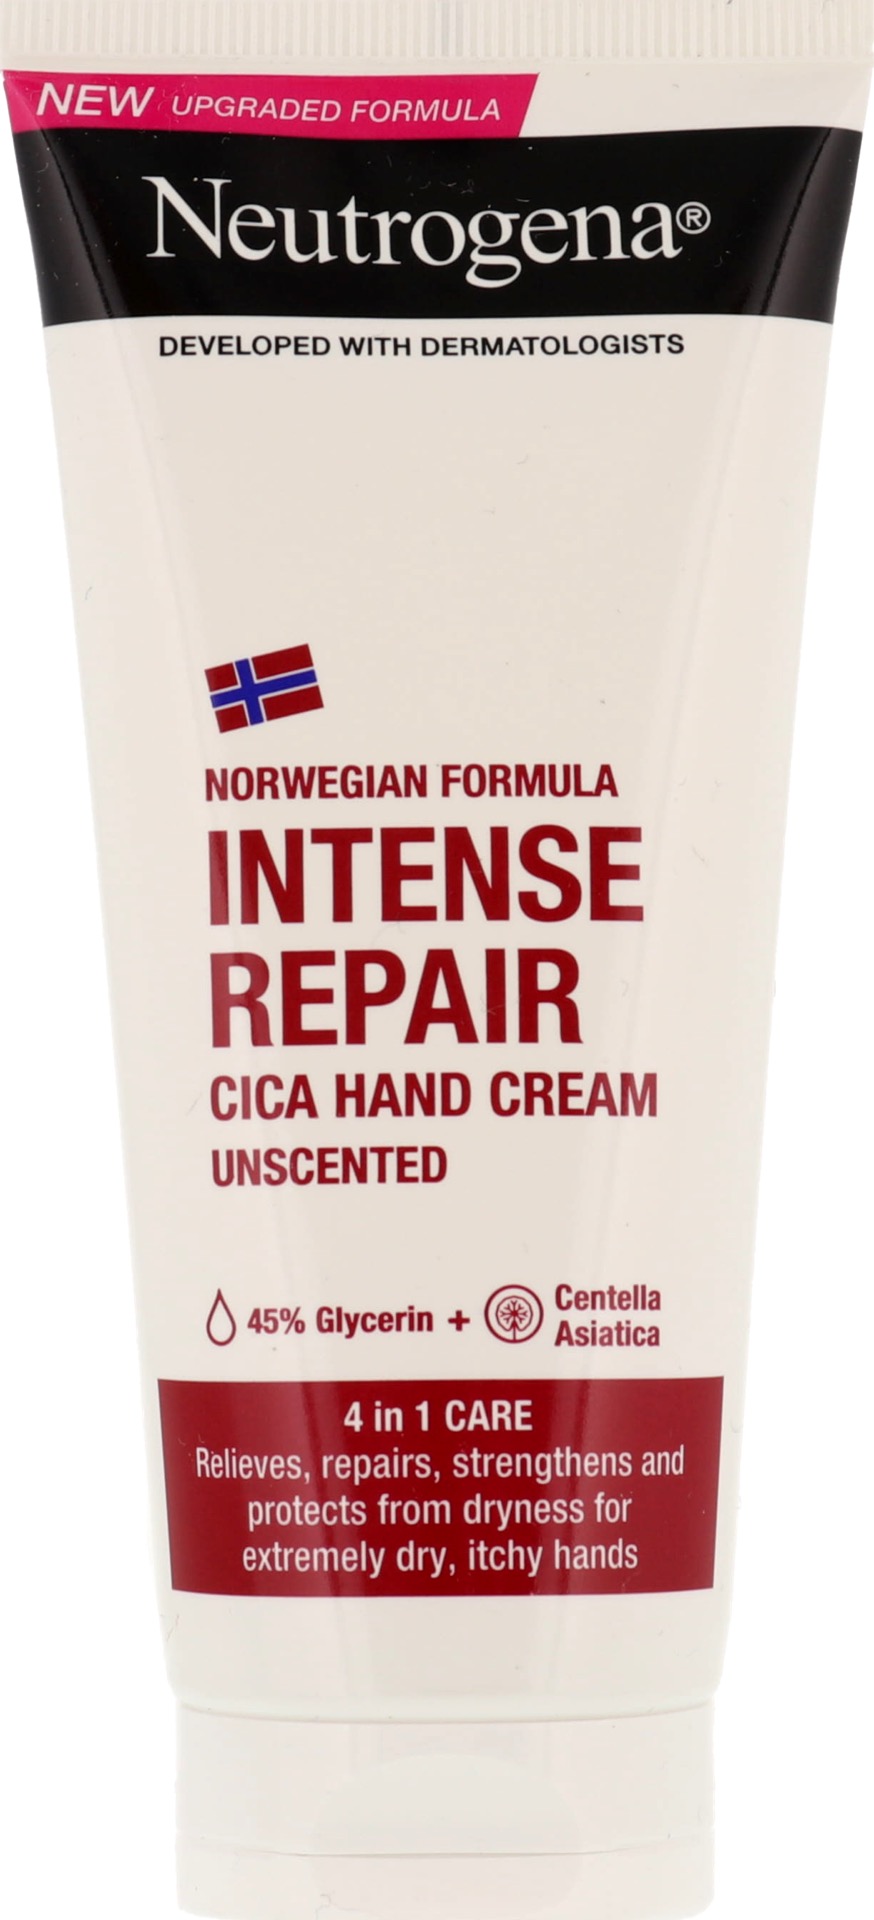 NEW UPGRADED FORMULA
Neutrogena®
DEVELOPED WITH DERMATOLOGISTS
NORWEGIAN FORMULA
INTENSE
REPAIR
CICA HAND CREAM
UNSCENTED
45% Glycerin + Centella
Asiatica
4 in 1 CARE
Relieves, repairs, strengthens and
protects from dryness for
extremely dry, itchy hands